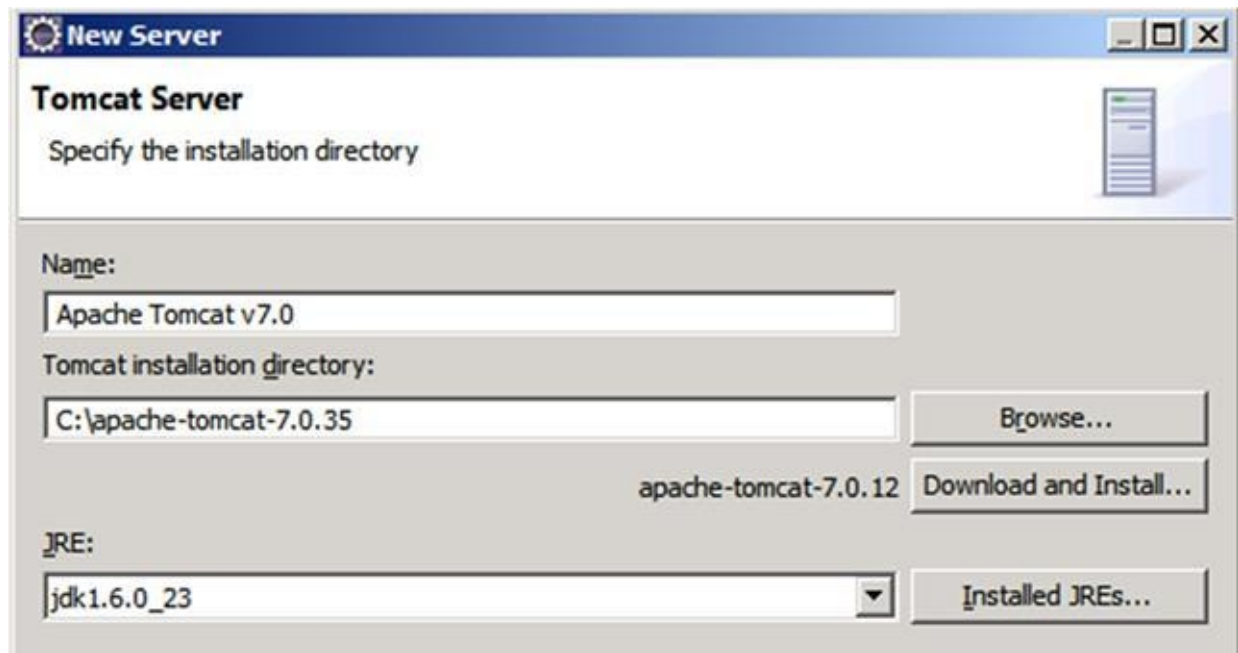 New Server
Tomcat Server
Specify the installation directory
Name:
Apache Tomcat v7.0
Tomcat installation directory:
C:\apache-tomcat-7.0.35
Browse...
apache-tomcat-7.0.12 Download and Install...
JRE:
jdk1.6.0_23
Installed JREs...